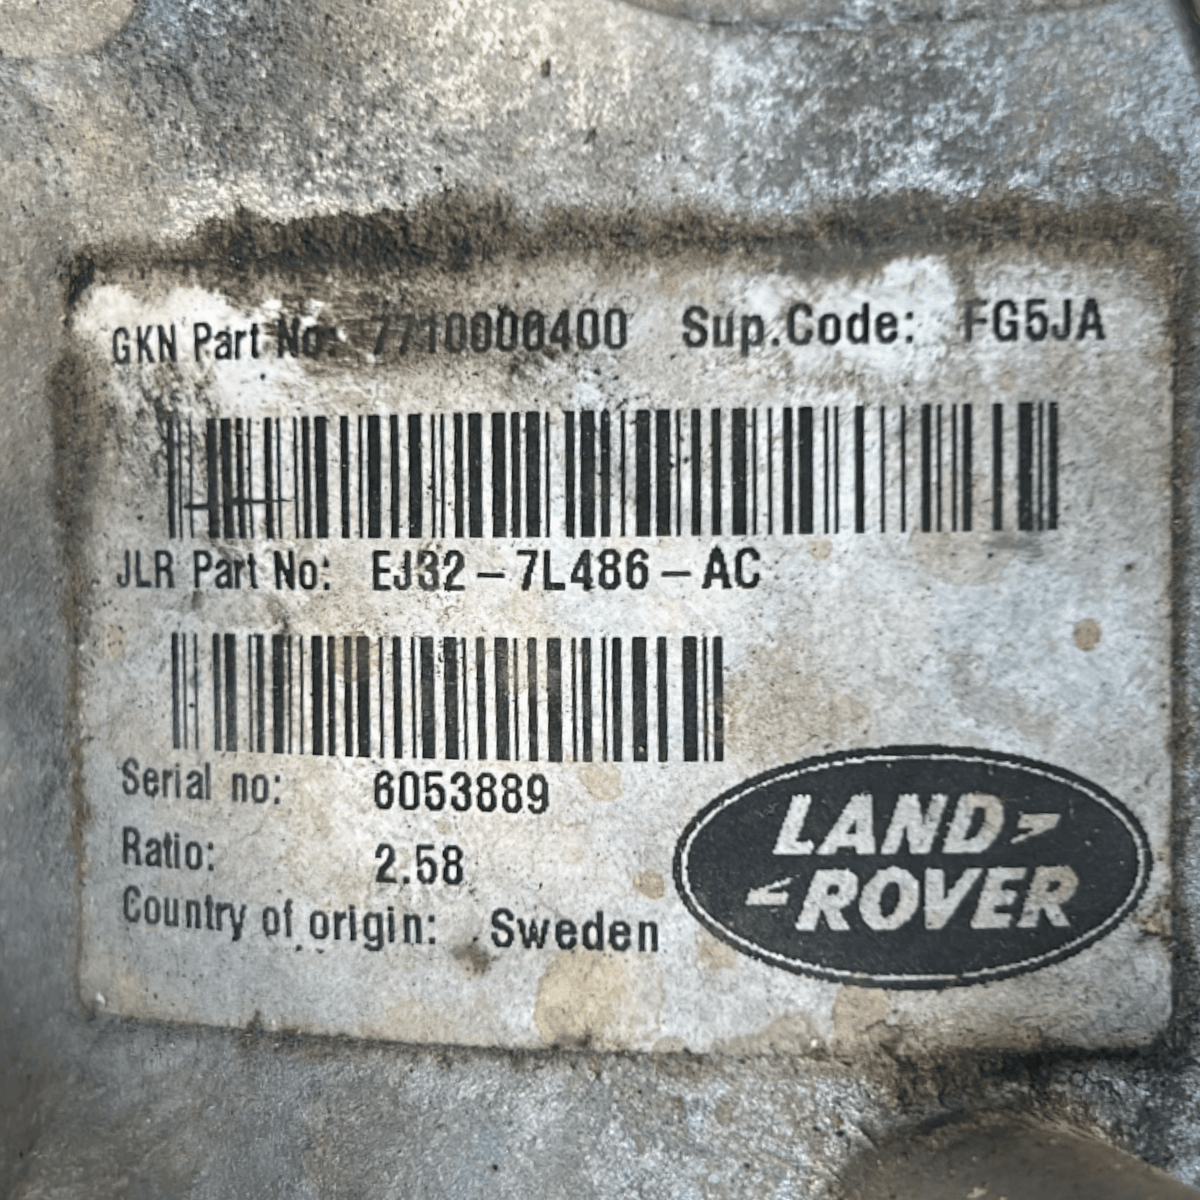 GKN Part No: 7710000400 Sup.Code: FG5JA
JLR Part No: EJ32-7L486-AC
Serial no: 6053889
Ratio: 2.58
Country of origin: Sweden
LAND
ROVER